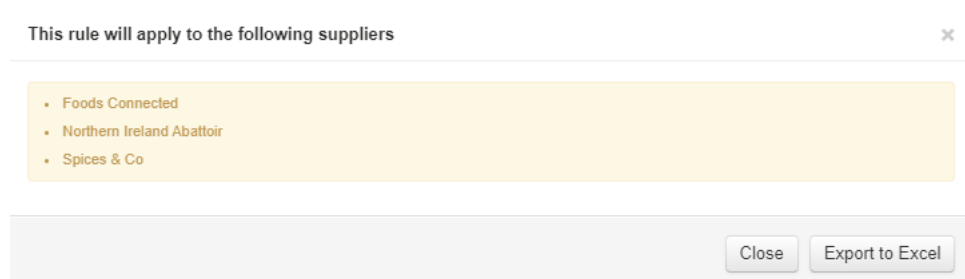 This rule will apply to the following suppliers
×
• Foods Connected
• Northern Ireland Abattoir
• Spices & Co
Close Export to Excel